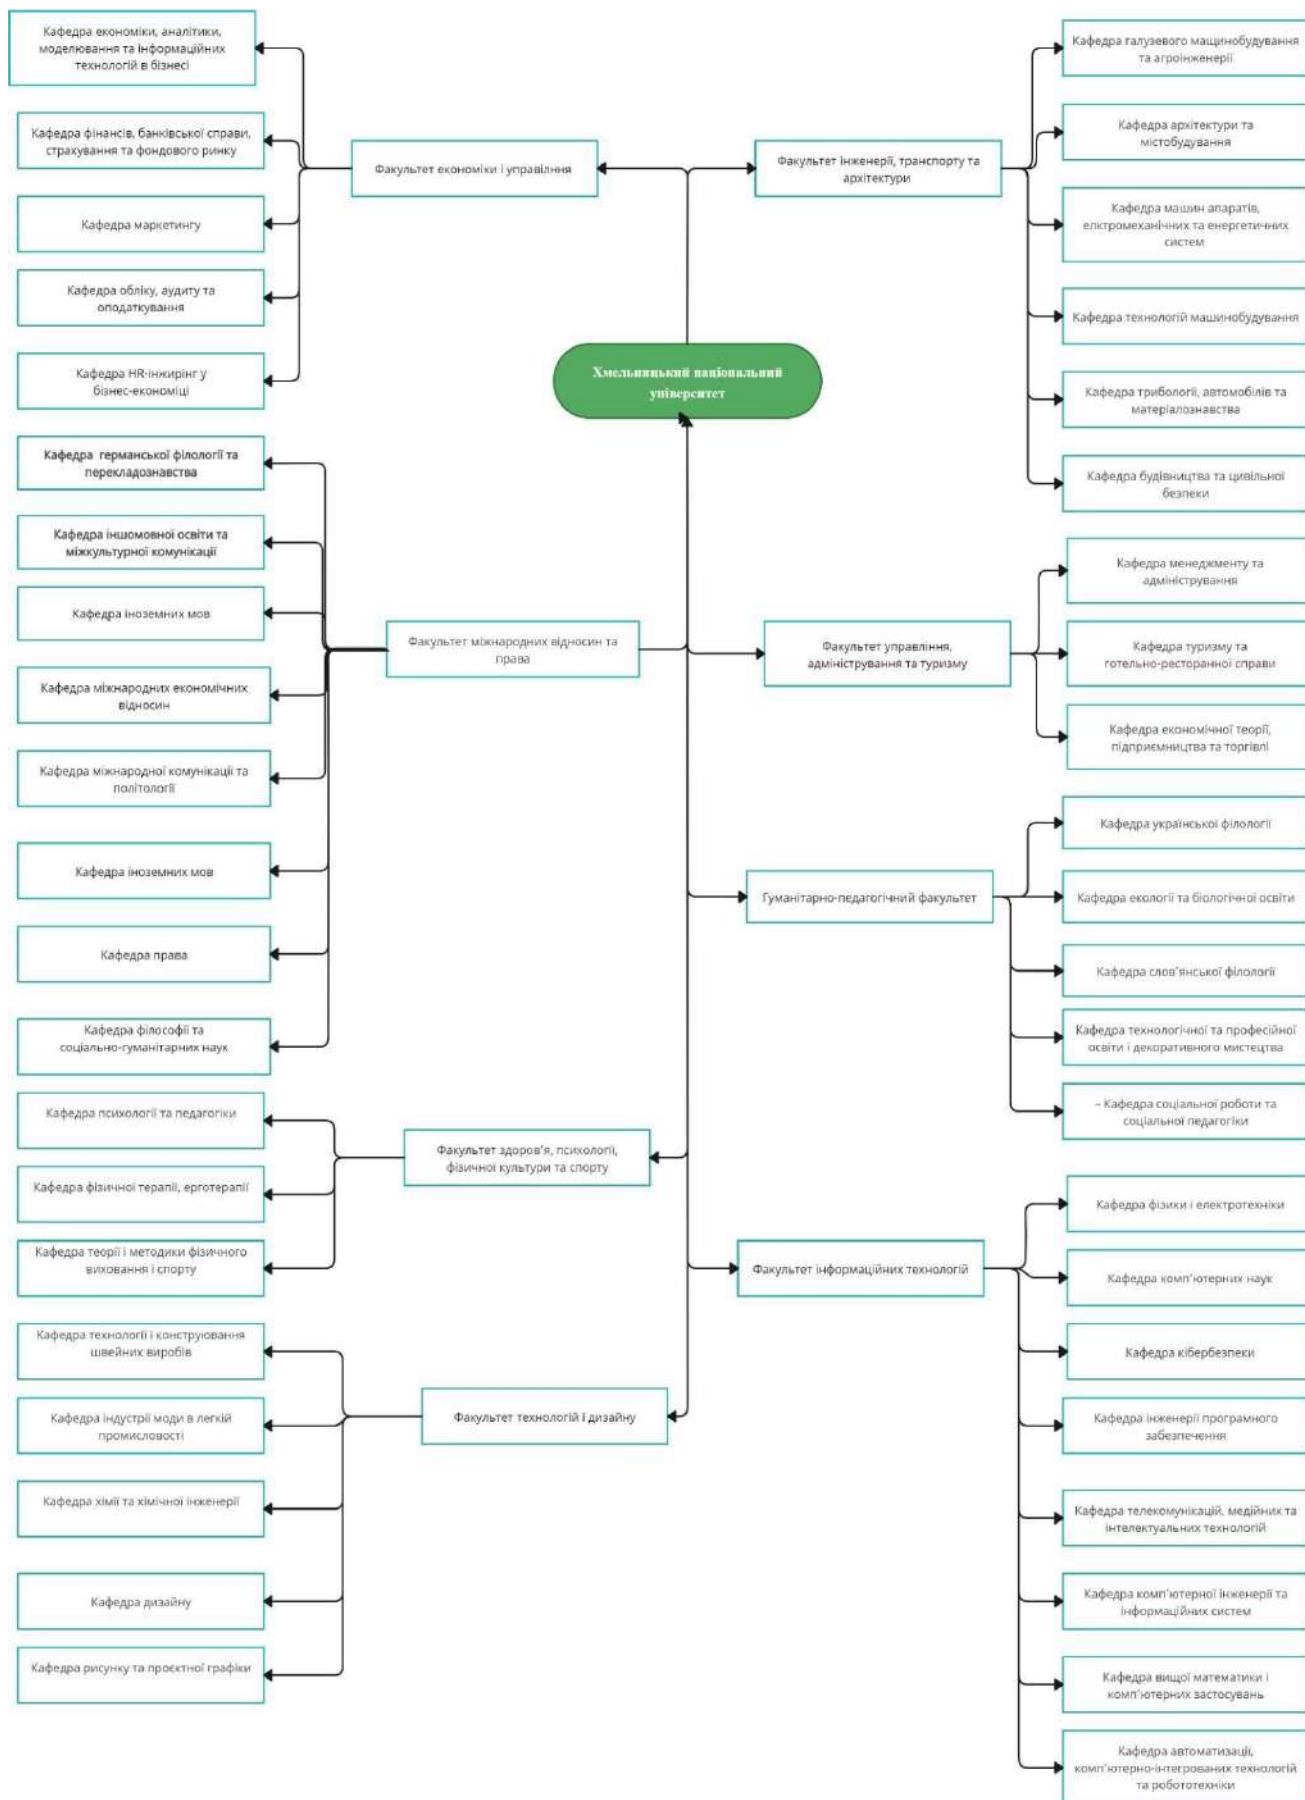 Кафедра економіки, аналітики,
моделювання та інформаційних
технологій в бізнесі
Кафедра фінансів, банківської справи,
страхування та фондового ринку
Кафедра маркетингу
Кафедра обліку, аудиту та
оподаткування
Кафедра HR-інжирінг у
бізнес-економіці
Факультет економіки і управілння
Факультет інженерії, транспорту та
архітектури
Кафедра галузевого мащинобудування
та агроінженерії
Кафедра архітектури та
містобудування
Кафедра машин апаратів,
елктромеханічних та енергетичних
систем
Кафедра технологій машинобудування
Кафедра трибології, автомобілів та
матеріалознавства
Кафедра будівництва та цивільної
безпеки
Хмельницький національний
університет
Кафедра германської філології та
перекладознавства
Кафедра іншомовної освіти та
міжкультурної комунікації
Кафедра іноземних мов
Кафедра міжнародних економічних
відносин
Кафедра міжнародної комунікації та
політології
Кафедра іноземних мов
Кафедра права
Кафедра філософії та
соціально-гуманітарних наук
Факультет міжнародних відносин та
права
Факультет управління,
адміністрування та туризму
Кафедра менеджменту та
адміністрування
Кафедра туризму та
готельно-ресторанної справи
Кафедра економічної теорії,
підприємництва та торгівлі
Гуманітарно-педагогічний факультет
Кафедра української філології
Кафедра екології та біологічної освіти
Кафедра слов'янської філології
Кафедра технологічної та професійної
освіти і декоративного мистецтва
– Кафедра соціальної роботи та
соціальної педагогіки
Кафедра психології та педагогіки
Кафедра фізичної терапії, ерготерапії
Кафедра теорії і методики фізичного
виховання і спорту
Факультет здоров'я, психології,
фізичної культури та спорту
Факультет інформаційних технологій
Кафедра фізики і електротехніки
Кафедра комп'ютерних наук
Кафедра кібербезпеки
Кафедра інженерії програмного
забезпечення
Кафедра телекомунікацій, медійних та
інтелектуальних технологій
Кафедра комп'ютерної інженерії та
інформаційних систем
Кафедра вищої математики і
комп'ютерних застосувань
Кафедра автоматизації,
комп'ютерно-інтегрованих технологій
та робототехніки
Кафедра технології і конструювання
швейних виробів
Кафедра індустрії моди в легкій
промисловості
Кафедра хімії та хімічної інженерії
Кафедра дизайну
Кафедра рисунку та проєктної графіки
Факультет технологій і дизайну